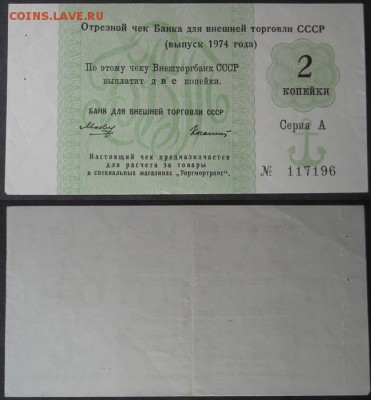 COINS.LAVE.RU
Отрезной чек Банка для внешней торговли СССР
(выпуск 1974 года)
По этому чеку Внешторгбанк СССР
выплатит две копейки.
БАНК ДЛЯ ВНЕШНЕЙ ТОРГОВЛИ СССР
2
КОПЕЙКИ
Серия А
Настоящий чек предназначается
для расчета за товары
в специальных магазинах „Торгмортранс".
№ 117196